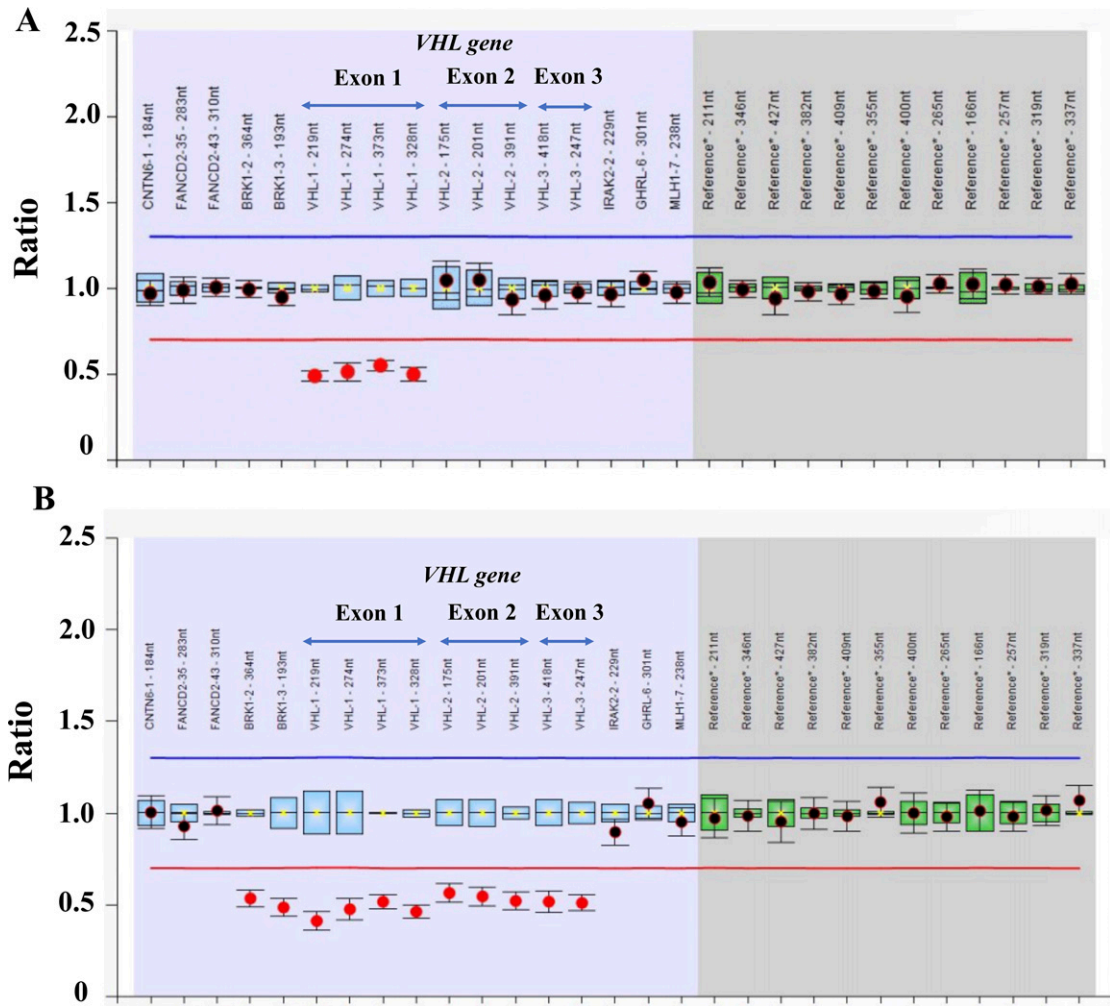 A
2.5
2.0
1.5
1.0
0.5
0
Ratio
VHL gene
Exon 1 Exon 2 Exon 3
CNTN6-1 - 184nt
FANCD2-35 - 283nt
FANCD2-43 - 310nt
BRK1-2 - 364nt
BRK1-3 - 193nt
VHL-1 - 219nt
VHL-1 - 274nt
VHL-1 - 373nt
VHL-1 - 328nt
VHL-2 - 175nt
VHL-2 - 201nt
VHL-2 - 391nt
VHL-3 - 418nt
VHL-3 - 247nt
IRAK2-2 - 229nt
GHRL-6 - 301nt
MLH1-7 - 238nt
Reference* - 211nt
Reference* - 346nt
Reference* - 427nt
Reference* - 382nt
Reference* - 409nt
Reference* - 355nt
Reference* - 400nt
Reference* - 265nt
Reference* - 166nt
Reference* - 257nt
Reference* - 319nt
Reference* - 337nt
B
2.5
2.0
1.5
1.0
0.5
0
Ratio
VHL gene
Exon 1 Exon 2 Exon 3
CNTN6-1 - 184nt
FANCD2-35 - 283nt
FANCD2-43 - 310nt
BRK1-2 - 364nt
BRK1-3 - 193nt
VHL-1 - 219nt
VHL-1 - 274nt
VHL-1 - 373nt
VHL-1 - 328nt
VHL-2 - 175nt
VHL-2 - 201nt
VHL-2 - 391nt
VHL-3 - 418nt
VHL-3 - 247nt
IRAK2-2 - 229nt
GHRL-6 - 301nt
MLH1-7 - 238nt
Reference* - 211nt
Reference* - 346nt
Reference* - 427nt
Reference* - 382nt
Reference* - 409nt
Reference* - 355nt
Reference* - 400nt
Reference* - 265nt
Reference* - 166nt
Reference* - 257nt
Reference* - 319nt
Reference* - 337nt